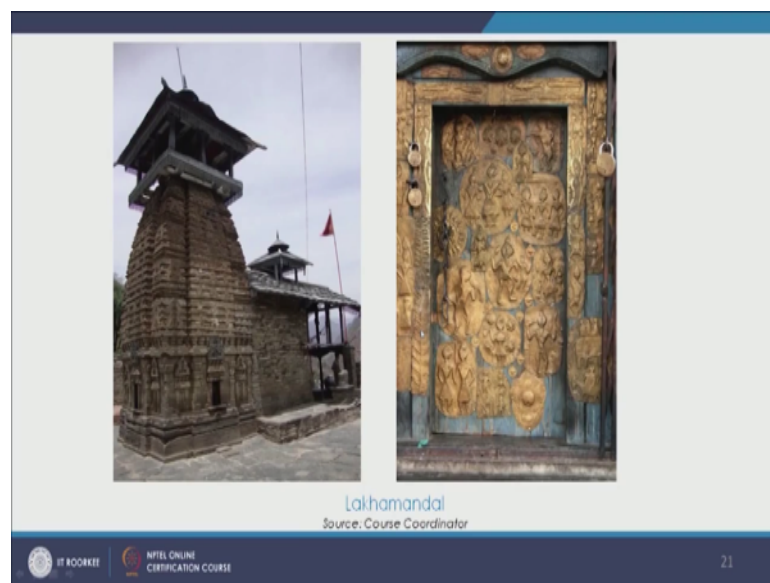 Lakhamandal
Source: Course Coordinator
IIT ROORKEE
NPTEL ONLINE
CERTIFICATION COURSE
21